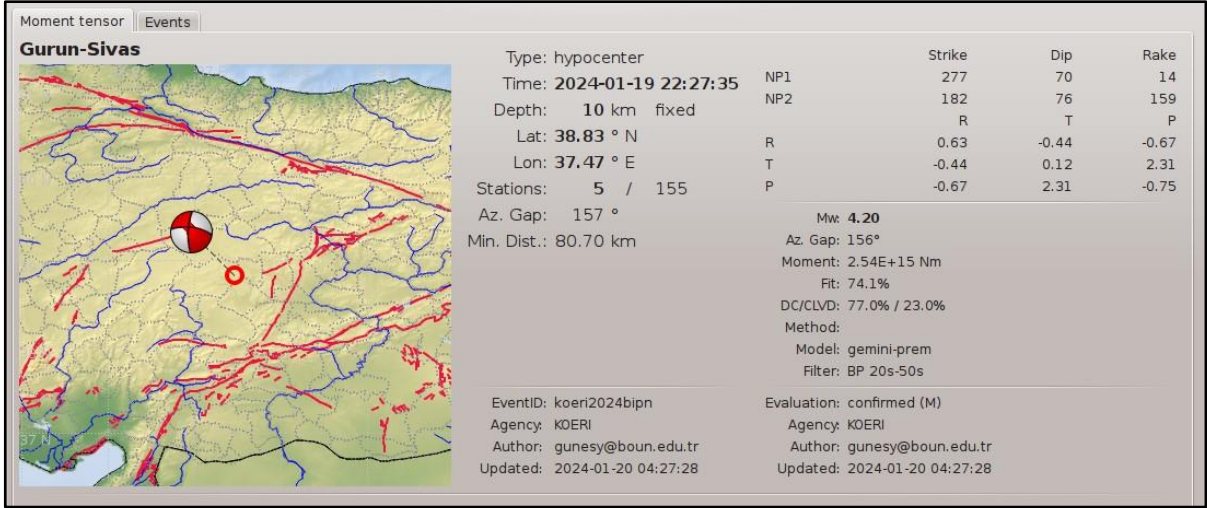 Moment tensor Events
Gurun-Sivas
37 N
Type: hypocenter
Time: 2024-01-19 22:27:35
Depth: 10 km fixed
Lat: 38.83 ° N
Lon: 37.47 ° E
Stations: 5 / 155
Az. Gap: 157 °
Min. Dist.: 80.70 km
Strike Dip Rake
NP1 277 70 14
NP2 182 76 159
R T P
R 0.63 -0.44 -0.67
T -0.44 0.12 2.31
P -0.67 2.31 -0.75
Mw: 4.20
Az. Gap: 156°
Moment: 2.54E+15 Nm
Fit: 74.1%
DC/CLVD: 77.0% / 23.0%
Method:
Model: gemini-prem
Filter: BP 20s-50s
EventID: koeri2024bipn
Agency: KOERI
Author: gunesy@boun.edu.tr
Updated: 2024-01-20 04:27:28
Evaluation: confirmed (M)
Agency: KOERI
Author: gunesy@boun.edu.tr
Updated: 2024-01-20 04:27:28